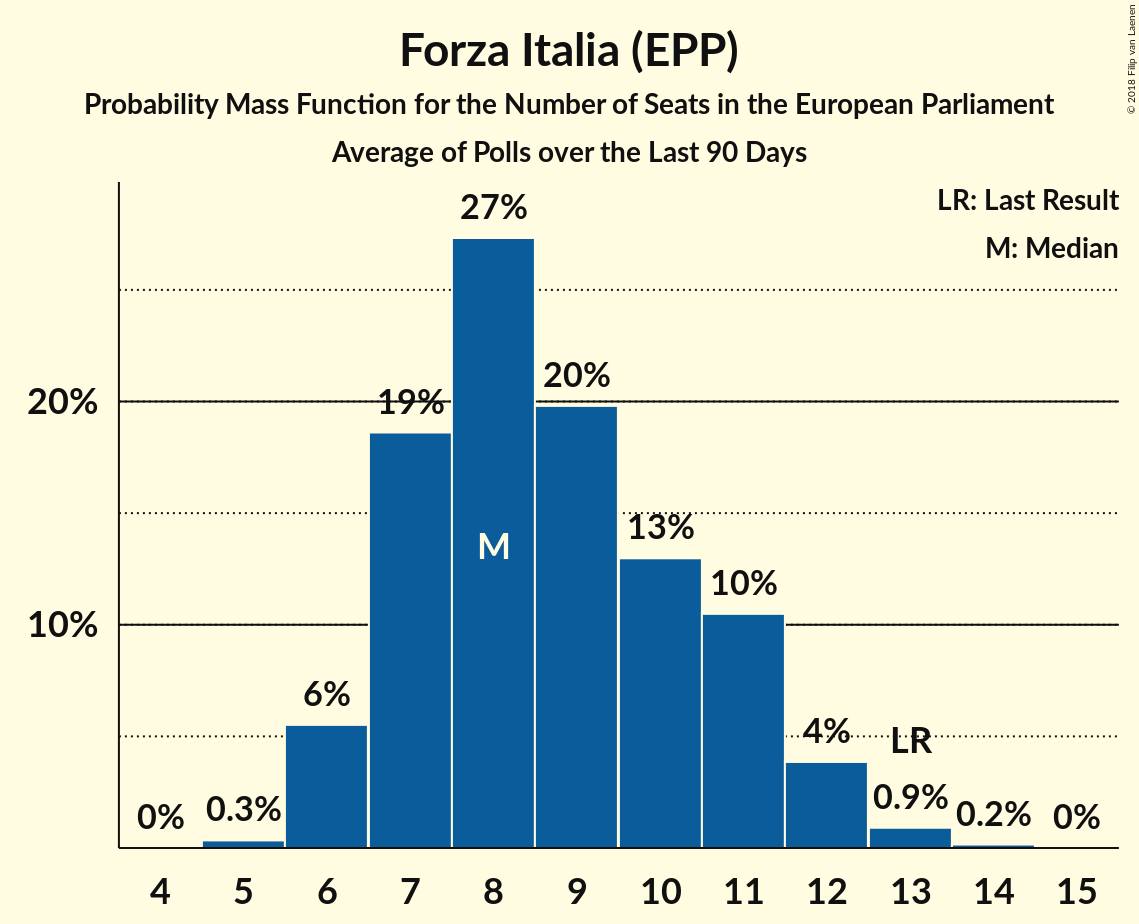 Forza Italia (EPP)
Probability Mass Function for the Number of Seats in the European Parliament
Average of Polls over the Last 90 Days
© 2018 Filip van Laenen
LR: Last Result
M: Median
27%
20%
19%
20%
M
13%
10%
10%
6%
4%
LR
0%
0.3%
0.9%
0.2%
0%
4 5 6 7 8 9 10 11 12 13 14 15